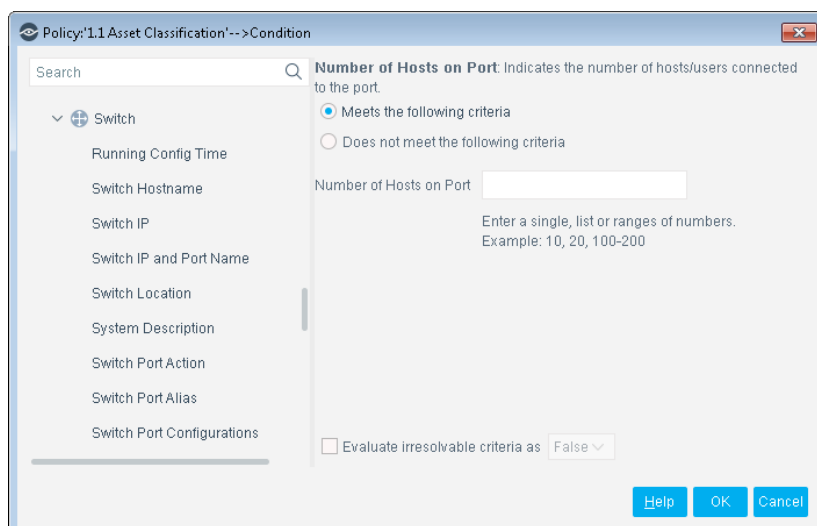 Policy:'1.1 Asset Classification'-->Condition
Search
Switch
Running Config Time
Switch Hostname
Switch IP
Switch IP and Port Name
Switch Location
System Description
Switch Port Action
Switch Port Alias
Switch Port Configurations
Number of Hosts on Port: Indicates the number of hosts/users connected
to the port.
Meets the following criteria
Does not meet the following criteria
Number of Hosts on Port
Enter a single, list or ranges of numbers.
Example: 10, 20, 100-200
Evaluate irresolvable criteria as False
Help OK Cancel